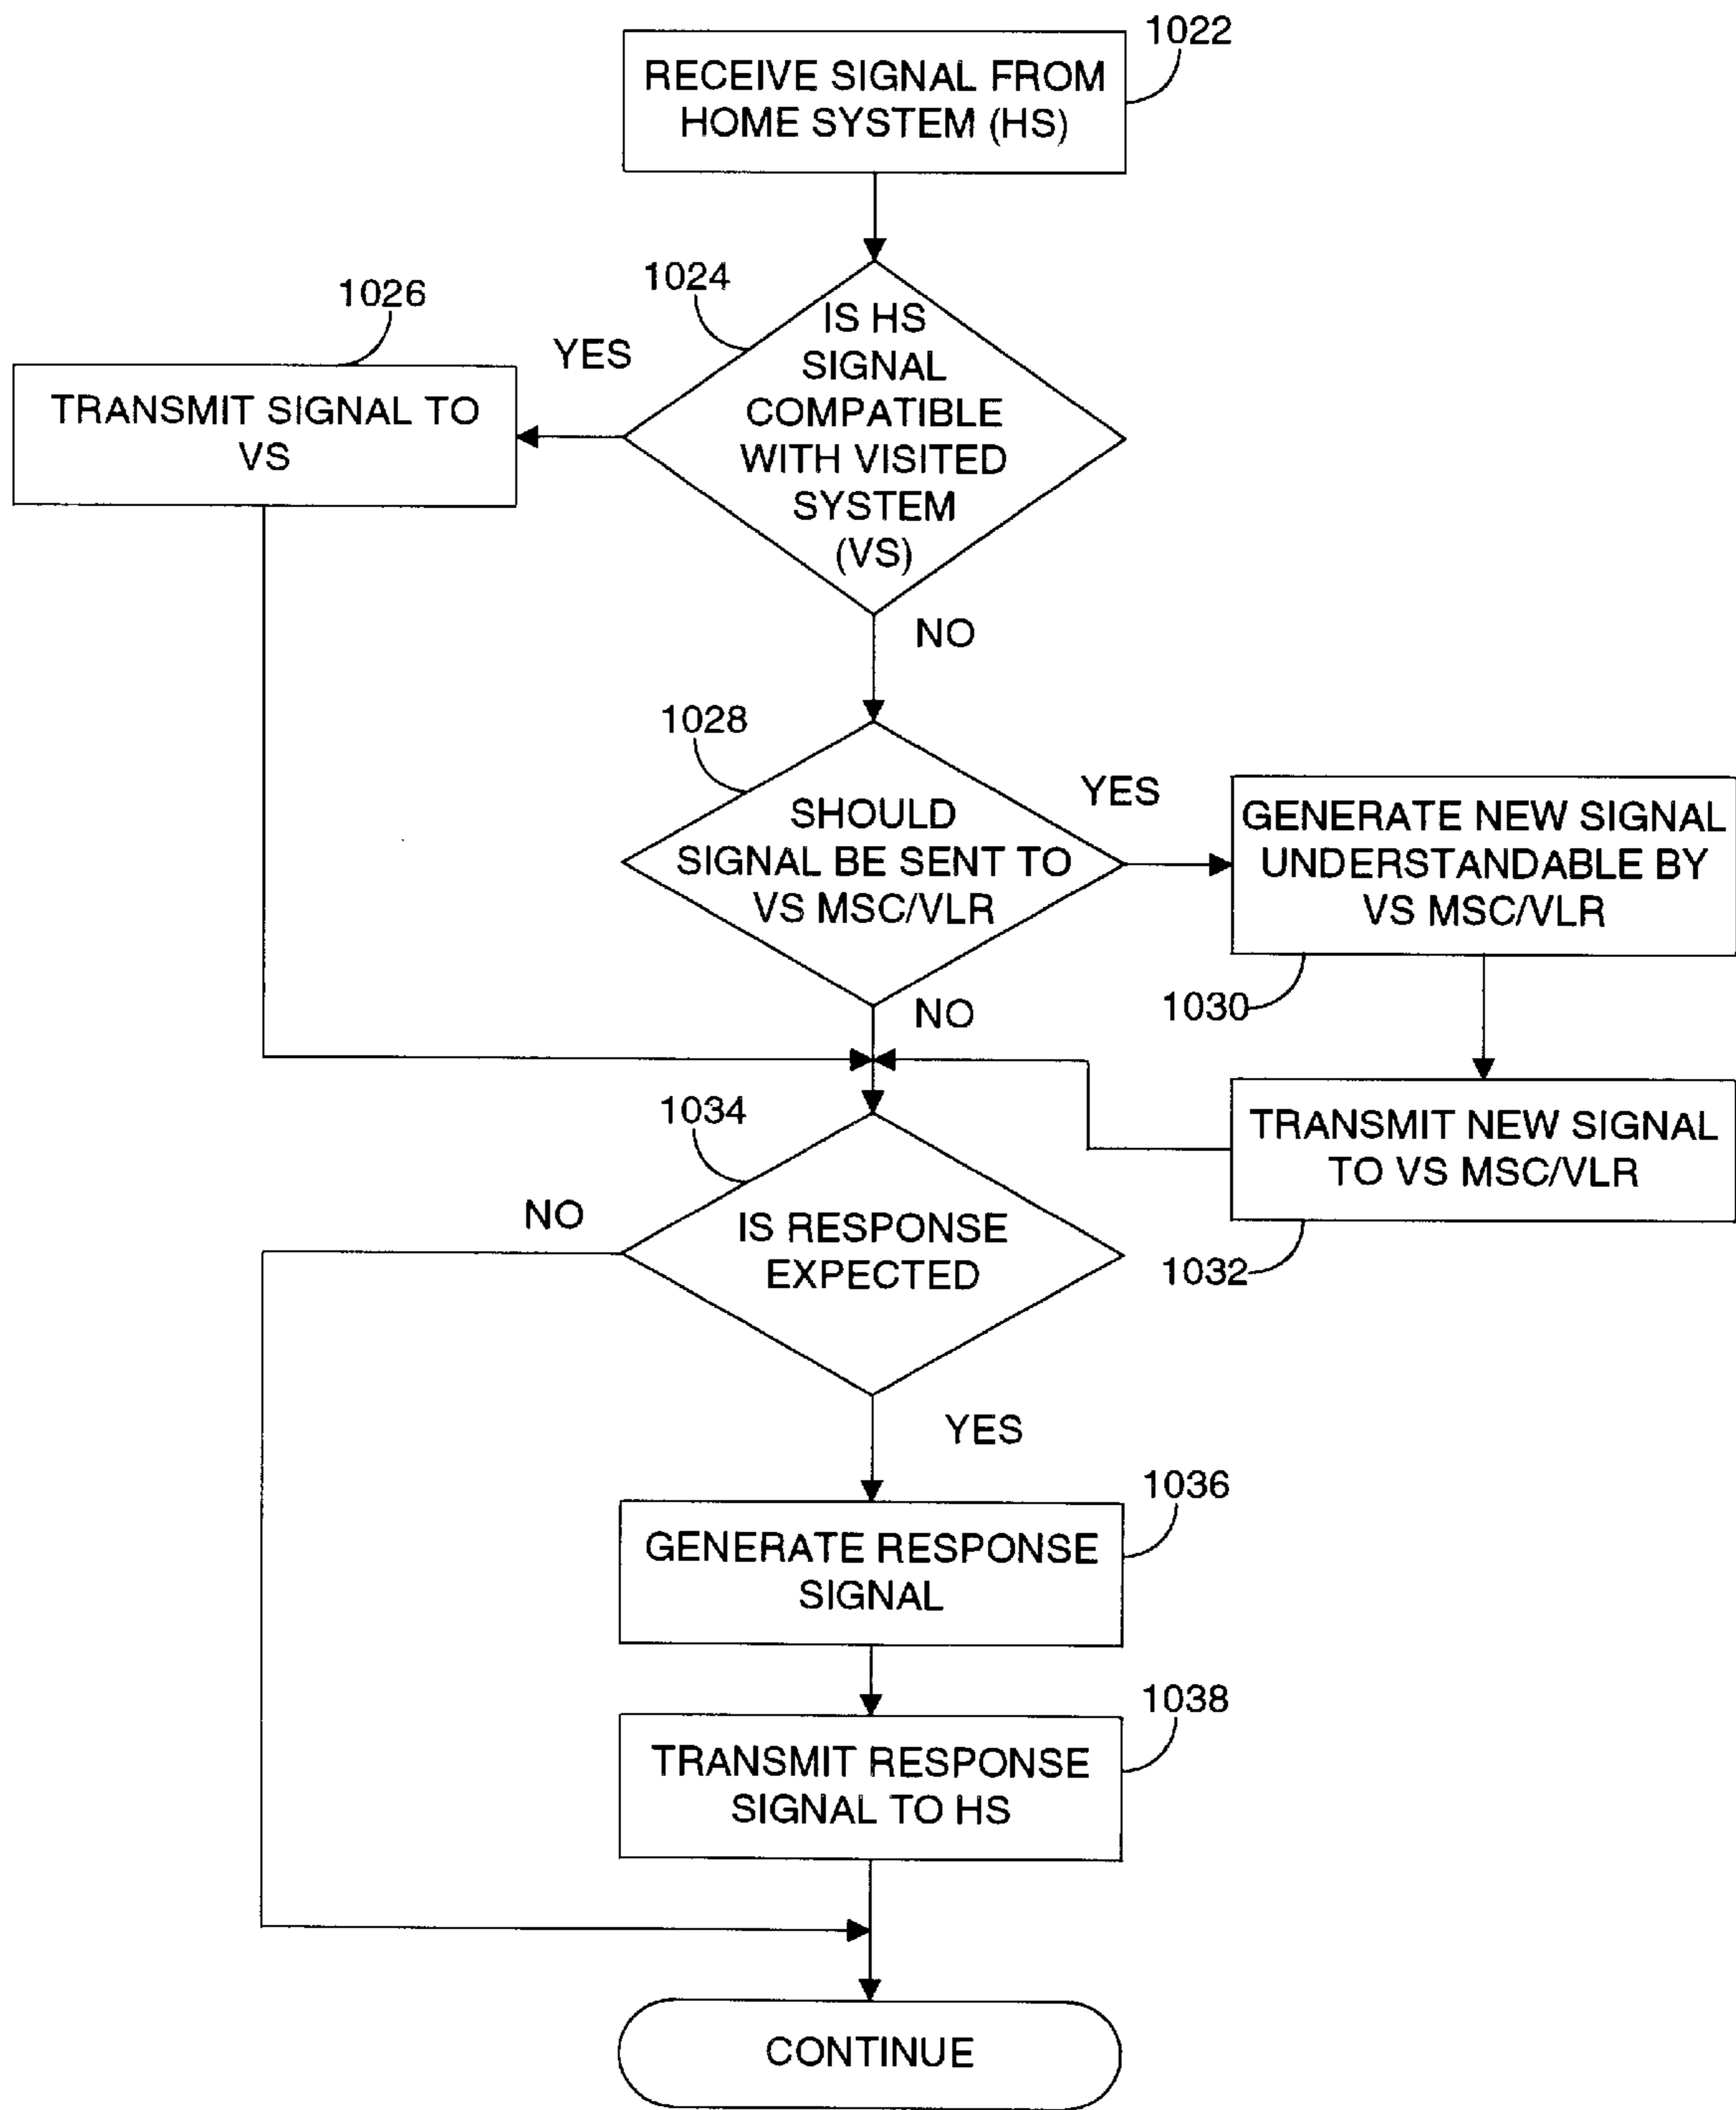 1022
RECEIVE SIGNAL FROM
HOME SYSTEM (HS)
1024
IS HS
SIGNAL
COMPATIBLE
WITH VISITED
SYSTEM
(VS)
YES
1026
TRANSMIT SIGNAL TO
VS
NO
1028
SHOULD
SIGNAL BE SENT TO
VS MSC/VLR
YES
GENERATE NEW SIGNAL
UNDERSTANDABLE BY
VS MSC/VLR
1030
NO
TRANSMIT NEW SIGNAL
TO VS MSC/VLR
1032
1034
IS RESPONSE
EXPECTED
NO
YES
1036
GENERATE RESPONSE
SIGNAL
1038
TRANSMIT RESPONSE
SIGNAL TO HS
CONTINUE